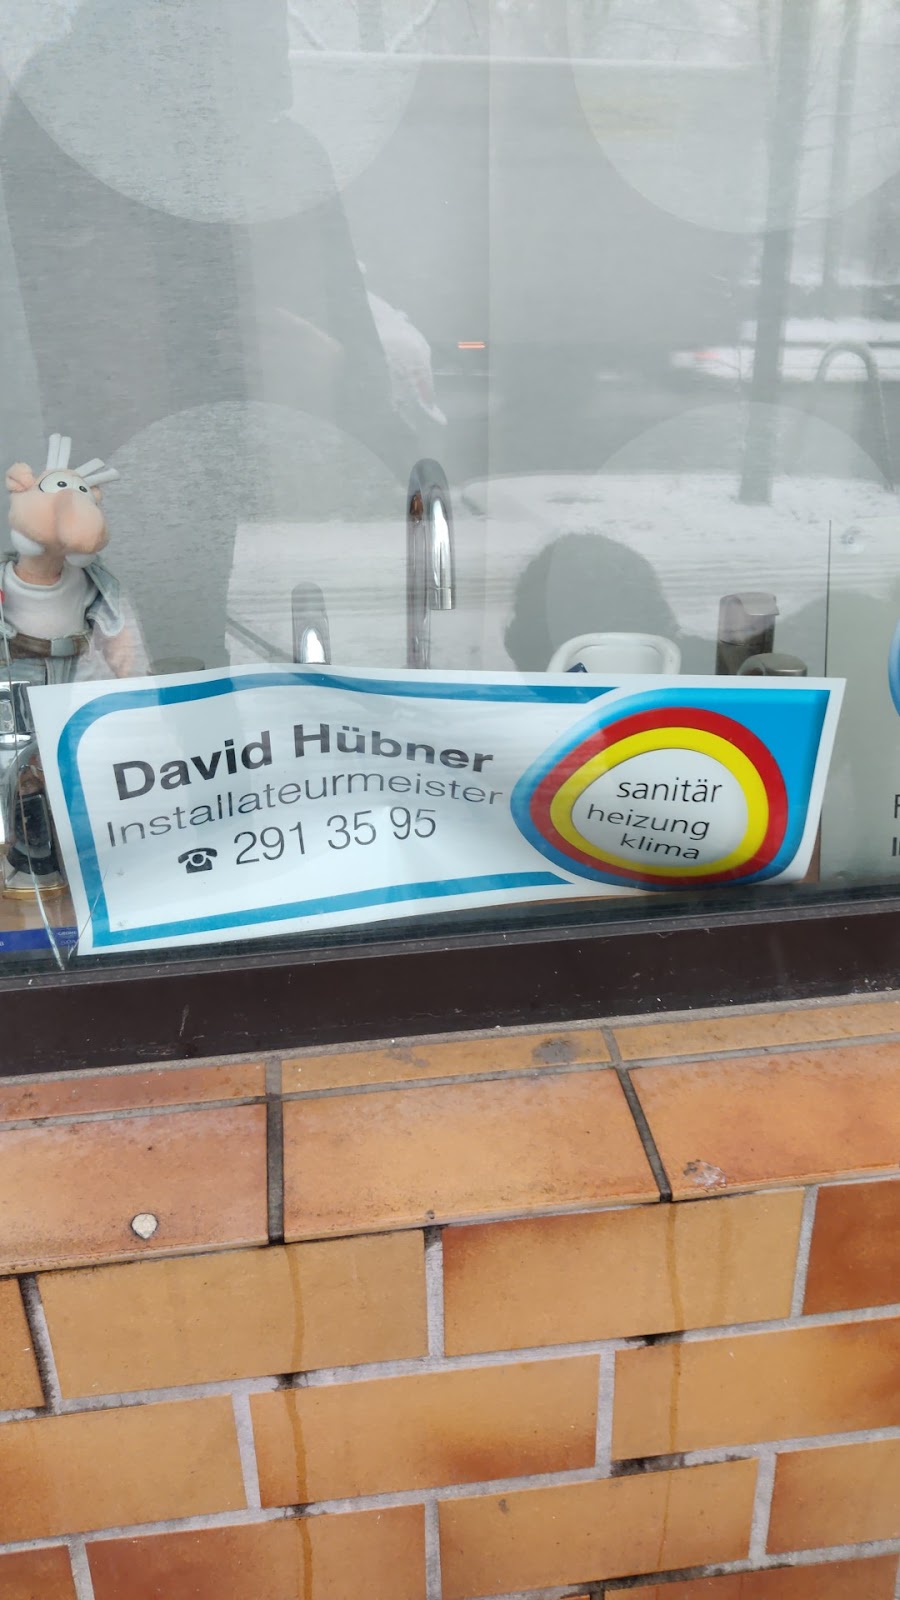 David Hübner
Installateurmeister
☎ 291 35 95
sanitär
heizung
klima